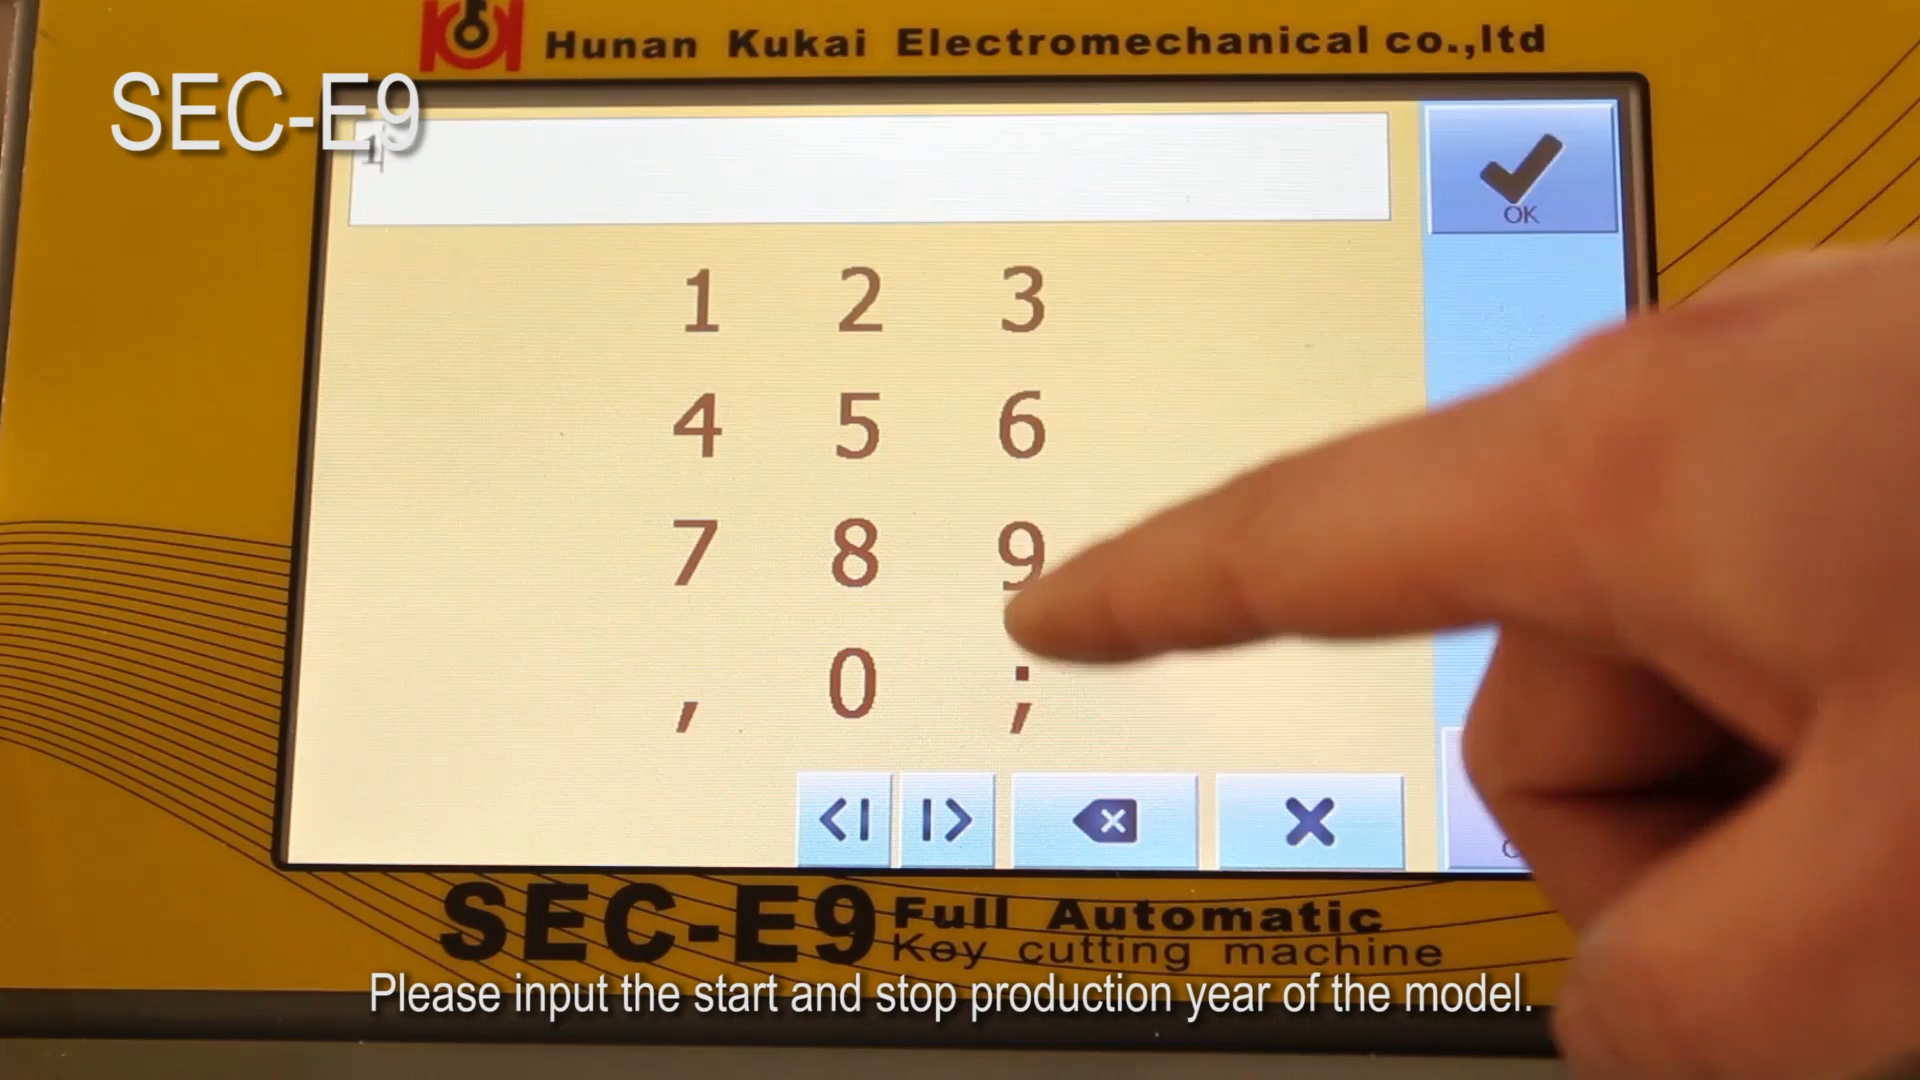 Hunan Kukai Electromechanical co.,ltd
SEC-E9
1
OK
1 2 3
4 5 6
7 8 9
, 0 ;
<| |>
SEC-E9 Full Automatic
Key cutting machine
Please input the start and stop production year of the model.